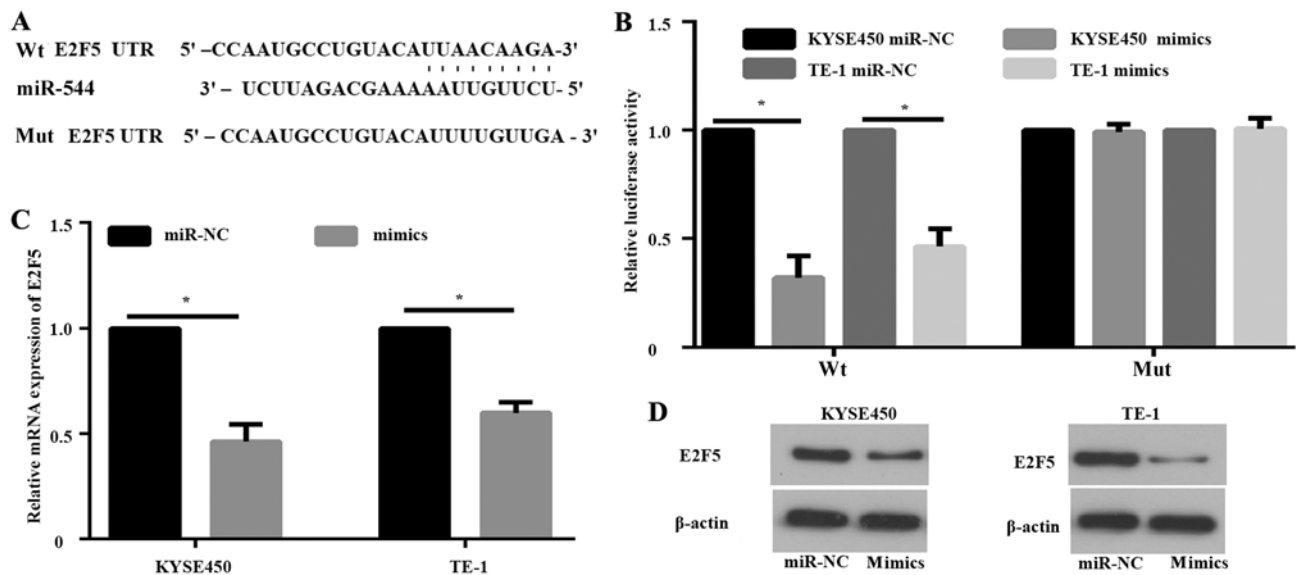 A
Wt E2F5 UTR 5' –CCAAUGCCUGUACAUUAACAAGA-3'
miR-544 3' – UCUUAGACGAAAAAUUGUUCU- 5'
Mut E2F5 UTR 5' - CCAAUGCCUGUACAUUUUGUUGA - 3'
B
Relative luciferase activity
1.5
1.0
0.5
0
KYSE450 miR-NC
KYSE450 mimics
TE-1 miR-NC
TE-1 mimics
*
*
Wt
Mut
C
Relative mRNA expression of E2F5
1.5
1.0
0.5
0
miR-NC
mimics
*
*
KYSE450
TE-1
D
KYSE450
E2F5
β-actin
miR-NC Mimics
TE-1
E2F5
β-actin
miR-NC Mimics